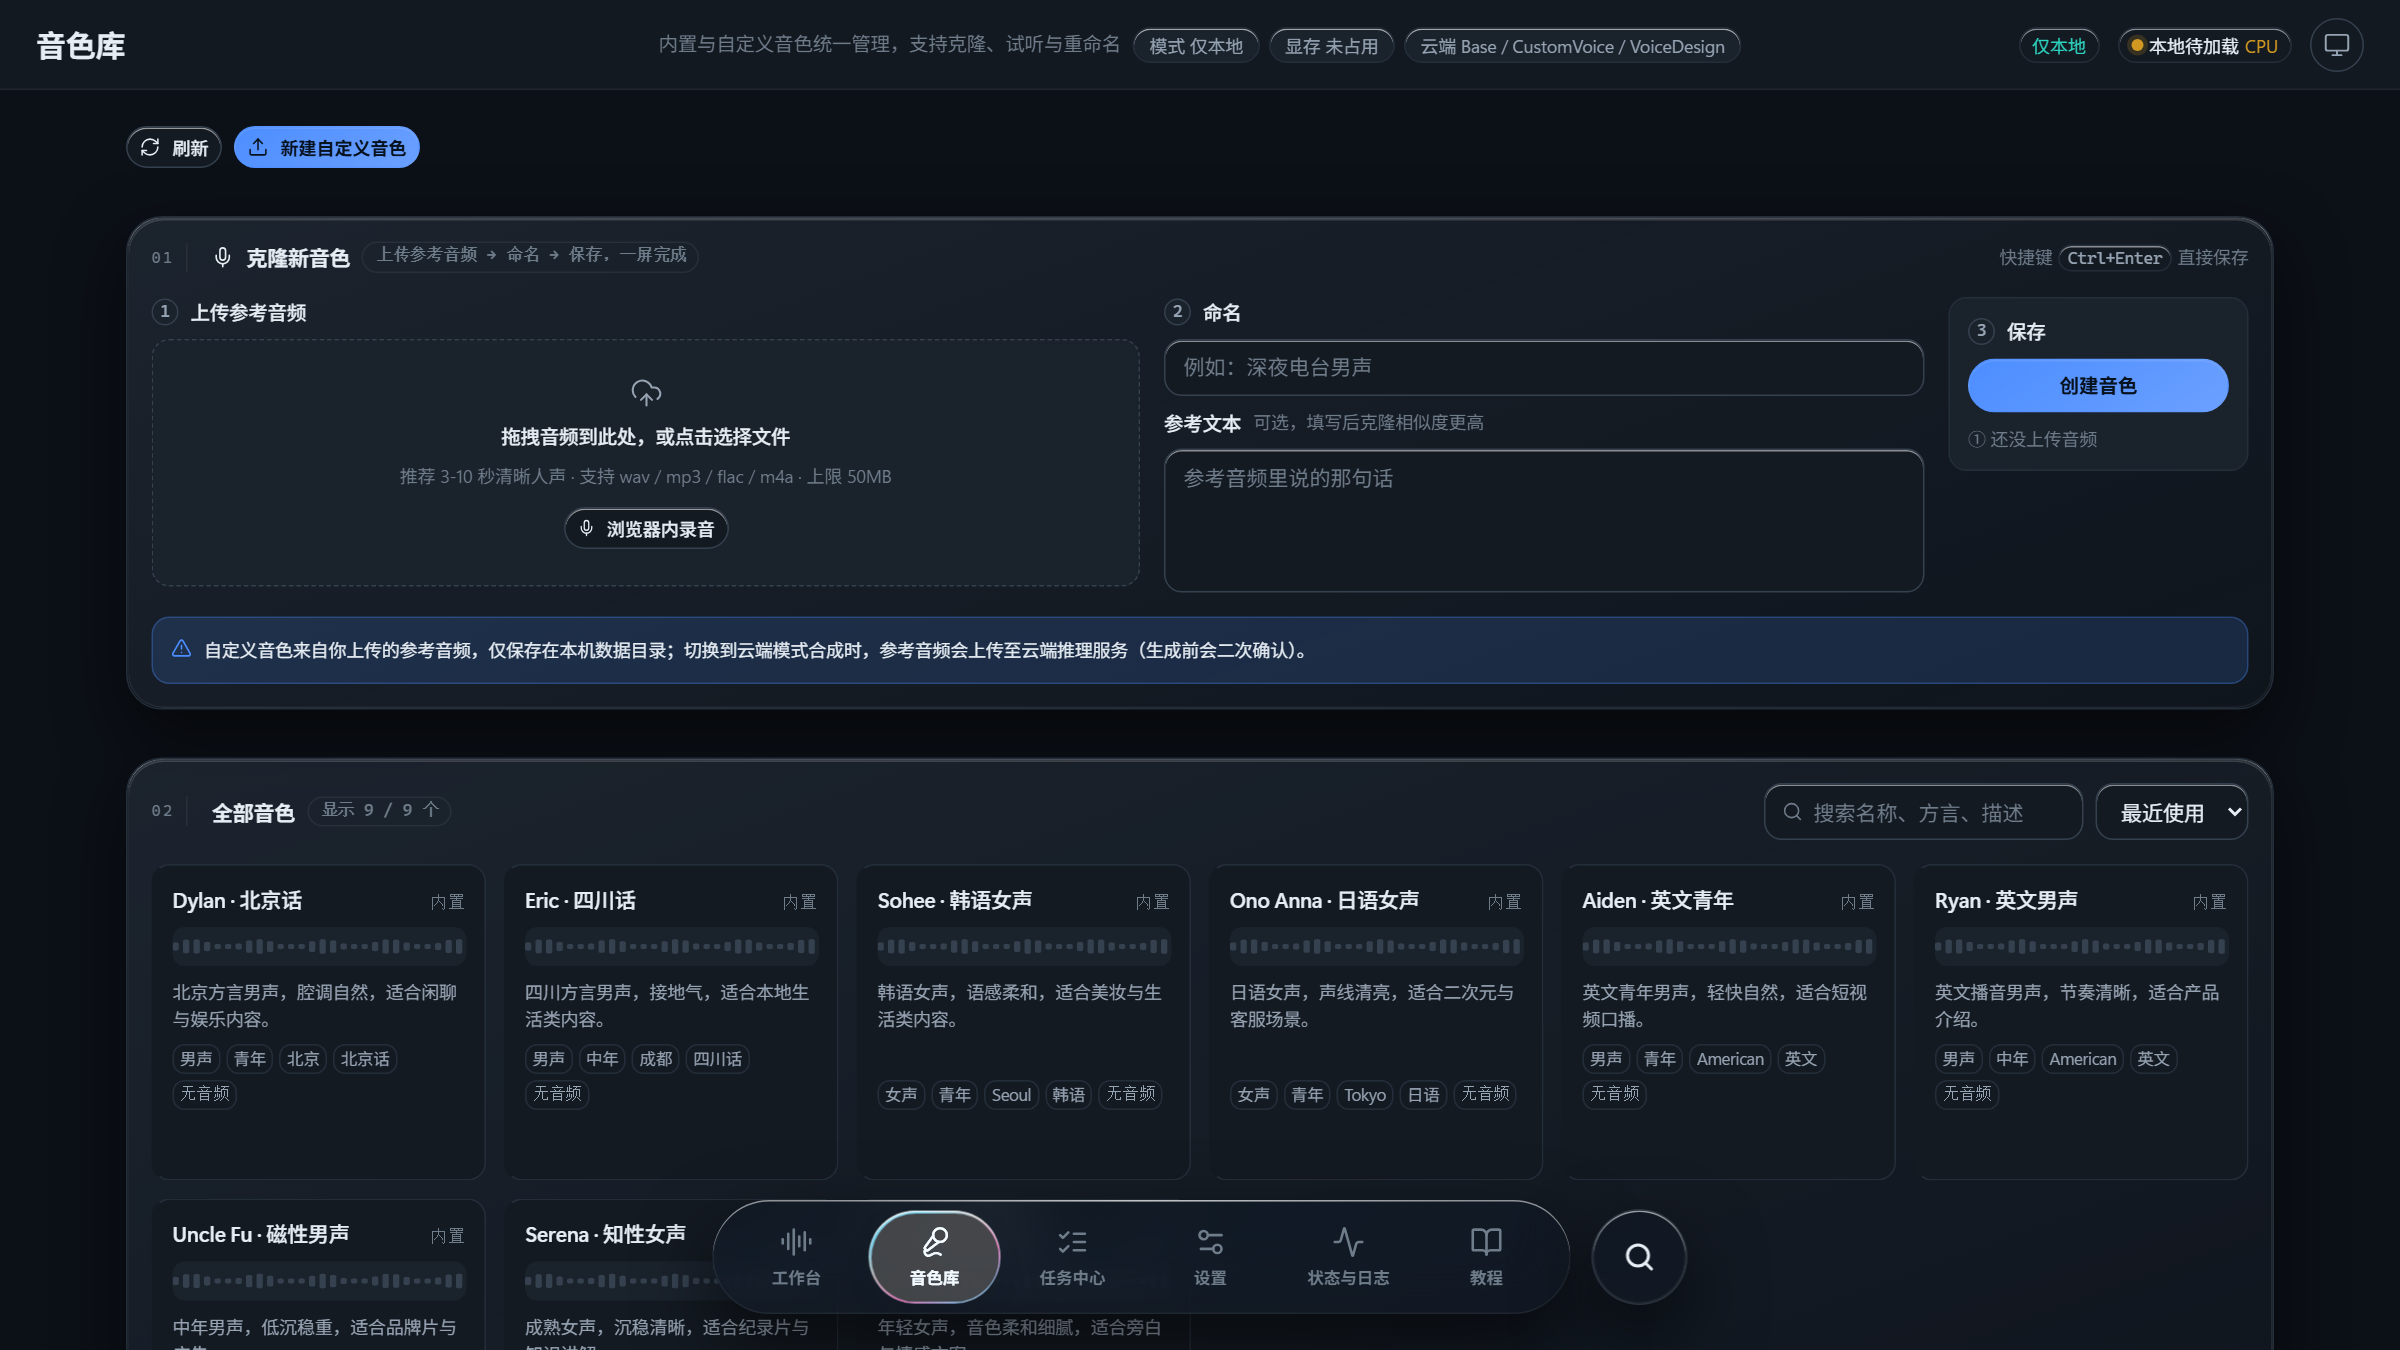 音色库
内置与自定义音色统一管理，支持克隆、试听与重命名
模式 仅本地
显存 未占用
云端 Base / CustomVoice / VoiceDesign
仅本地
本地待加载 CPU
刷新
新建自定义音色
01
克隆新音色
上传参考音频 → 命名 → 保存，一屏完成
快捷键 Ctrl+Enter 直接保存
1 上传参考音频
拖拽音频到此处，或点击选择文件
推荐 3-10 秒清晰人声 · 支持 wav / mp3 / flac / m4a · 上限 50MB
浏览器内录音
2 命名
例如：深夜电台男声
参考文本 可选，填写后克隆相似度更高
参考音频里说的那句话
3 保存
创建音色
① 还没上传音频
自定义音色来自你上传的参考音频，仅保存在本机数据目录；切换到云端模式合成时，参考音频会上传至云端推理服务（生成前会二次确认）。
02
全部音色
显示 9 / 9 个
搜索名称、方言、描述
最近使用
Dylan · 北京话
内置
北京方言男声，腔调自然，适合闲聊
与娱乐内容。
男声 青年 北京 北京话
无音频
Eric · 四川话
内置
四川方言男声，接地气，适合本地生
活类内容。
男声 中年 成都 四川话
无音频
Sohee · 韩语女声
内置
韩语女声，语感柔和，适合美妆与生
活类内容。
女声 青年 Seoul 韩语 无音频
Ono Anna · 日语女声
内置
日语女声，声线清亮，适合二次元与
客服场景。
女声 青年 Tokyo 日语 无音频
Aiden · 英文青年
内置
英文青年男声，轻快自然，适合短视
频口播。
男声 青年 American 英文
无音频
Ryan · 英文男声
内置
英文播音男声，节奏清晰，适合产品
介绍。
男声 中年 American 英文
无音频
Uncle Fu · 磁性男声
内置
中年男声，低沉稳重，适合品牌片与
Serena · 知性女声
成熟女声，沉稳清晰，适合纪录片与
年轻女声，音色柔和细腻，适合旁白
工作台
音色库
任务中心
设置
状态与日志
教程